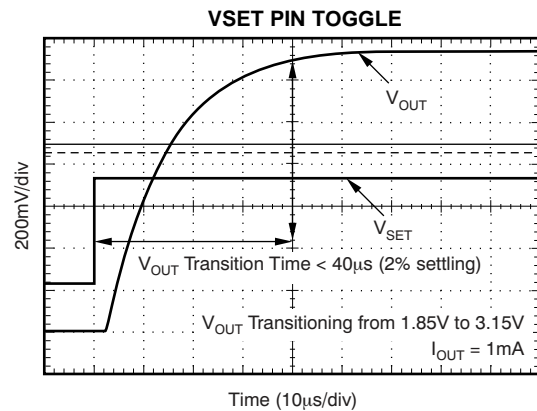 VSET PIN TOGGLE
200mV/div
VOUT
VSET
VOUT Transition Time < 40µs (2% settling)
VOUT Transitioning from 1.85V to 3.15V
IOUT = 1mA
Time (10µs/div)